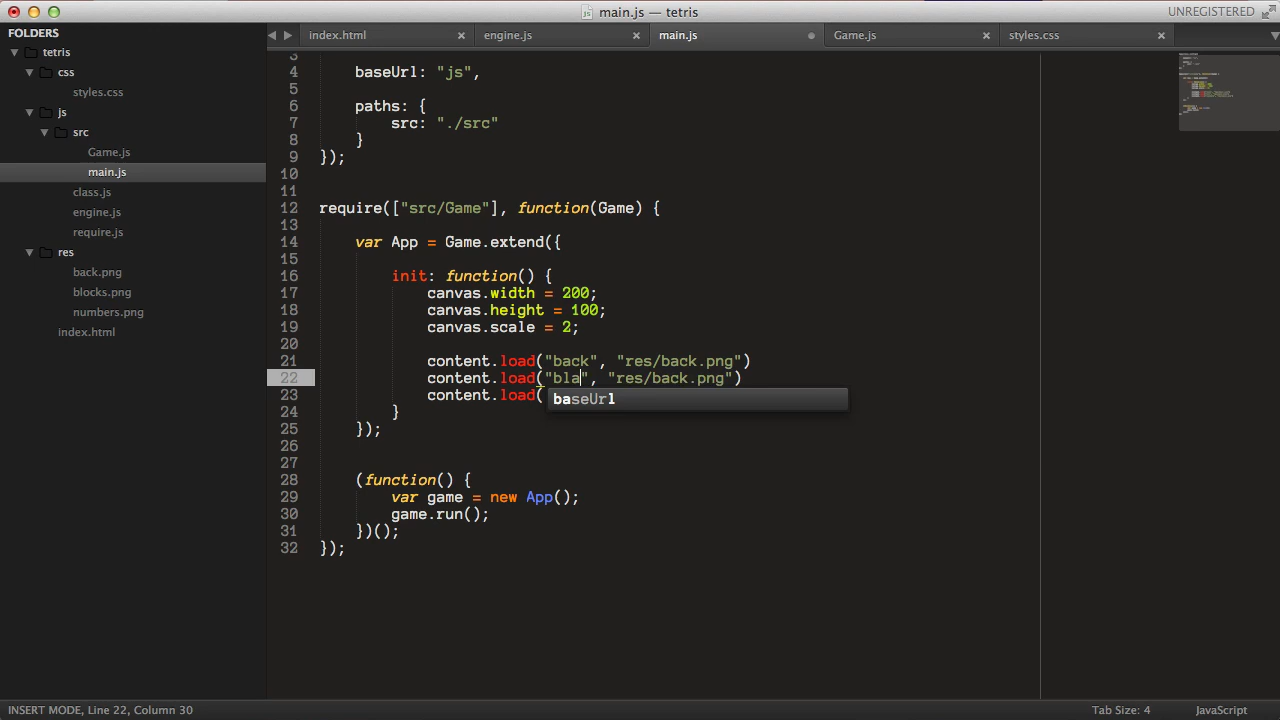 main.js — tetris
UNREGISTERED
FOLDERS
tetris
css
styles.css
js
src
Game.js
main.js
class.js
engine.js
require.js
res
back.png
blocks.png
numbers.png
index.html
index.html
engine.js
main.js
Game.js
styles.css
3
4 baseUrl: "js",
5
6 paths: {
7 src: "./src"
8 }
9 });
10
11
12 require(["src/Game"], function(Game) {
13
14 var App = Game.extend({
15
16 init: function() {
17 canvas.width = 200;
18 canvas.height = 100;
19 canvas.scale = 2;
20
21 content.load("back", "res/back.png")
22 content.load("bla", "res/back.png")
23 content.load(
baseUrl
24 }
25 });
26
27
28 (function() {
29 var game = new App();
30 game.run();
31 })();
32 });
INSERT MODE, Line 22, Column 30
Tab Size: 4
JavaScript